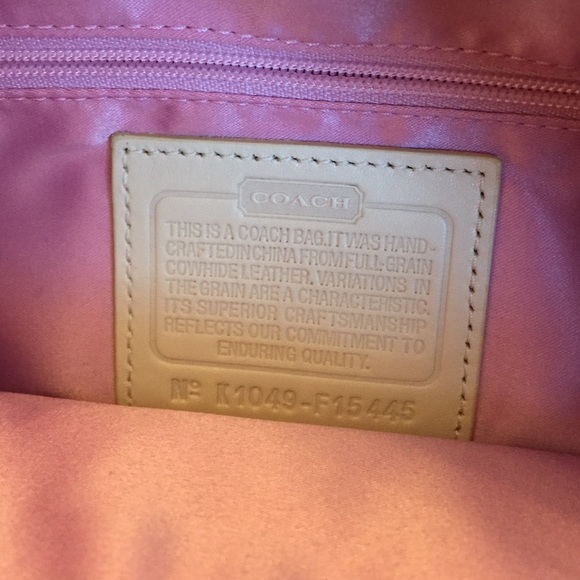 COACH
THIS IS A COACH BAG. IT WAS HAND-
CRAFTED IN CHINA FROM FULL-GRAIN
COWHIDE LEATHER. VARIATIONS IN
THE GRAIN ARE A CHARACTERISTIC.
ITS SUPERIOR CRAFTSMANSHIP
REFLECTS OUR COMMITMENT TO
ENDURING QUALITY.
Nº K1049-F15445